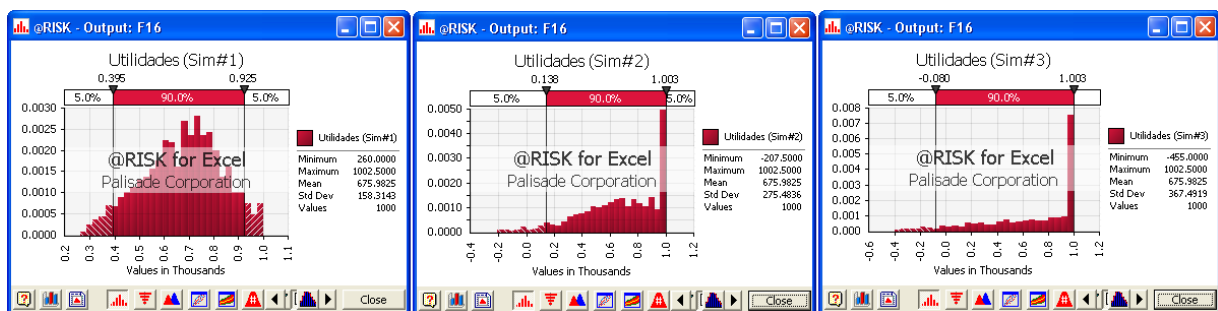 @RISK - Output: F16
Utilidades (Sim#1)
0.395 0.925
5.0% 90.0% 5.0%
0.0030
0.0025
0.0020
0.0015
0.0010
0.0005
0.0000
@RISK for Excel
Palisade Corporation
0.2 0.3 0.4 0.5 0.6 0.7 0.8 0.9 1.0 1.1
Values in Thousands
Utilidades (Sim#1)
Minimum 260.0000
Maximum 1002.5000
Mean 675.9825
Std Dev 158.3143
Values 1000
Close
@RISK - Output: F16
Utilidades (Sim#2)
0.138 1.003
5.0% 90.0% 5.0%
0.0050
0.0040
0.0030
0.0020
0.0010
0.0000
@RISK for Excel
Palisade Corporation
-0.4 -0.2 0.0 0.2 0.4 0.6 0.8 1.0 1.2
Values in Thousands
Utilidades (Sim#2)
Minimum -207.5000
Maximum 1002.5000
Mean 675.9825
Std Dev 275.4836
Values 1000
Close
@RISK - Output: F16
Utilidades (Sim#3)
-0.080 1.003
5.0% 90.0%
0.008
0.007
0.006
0.005
0.004
0.003
0.002
0.001
0.000
@RISK for Excel
Palisade Corporation
-0.6 -0.4 -0.2 0.0 0.2 0.4 0.6 0.8 1.0 1.2
Values in Thousands
Utilidades (Sim#3)
Minimum -455.0000
Maximum 1002.5000
Mean 675.9825
Std Dev 367.4919
Values 1000
Close